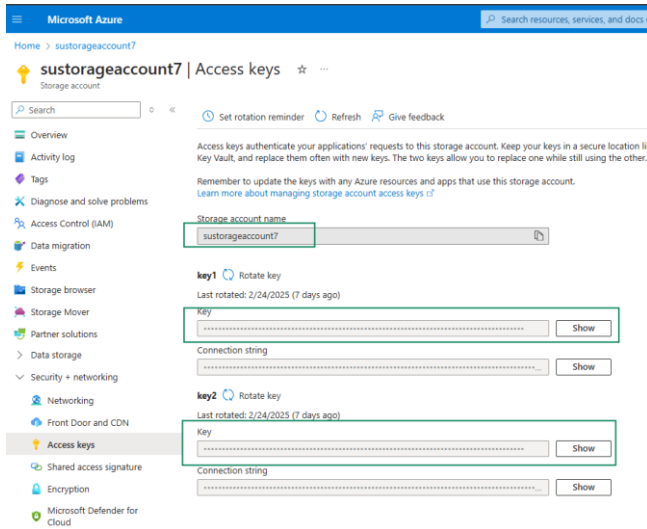 Microsoft Azure
Search resources, services, and docs
Home > sustorageaccount7
sustorageaccount7 | Access keys
Storage account
Search
Set rotation reminder
Refresh
Give feedback
Overview
Activity log
Tags
Diagnose and solve problems
Access Control (IAM)
Data migration
Events
Storage browser
Storage Mover
Partner solutions
Data storage
Security + networking
Networking
Front Door and CDN
Access keys
Shared access signature
Encryption
Microsoft Defender for
Cloud
Access keys authenticate your applications' requests to this storage account. Keep your keys in a secure location li
Key Vault, and replace them often with new keys. The two keys allow you to replace one while still using the other.
Remember to update the keys with any Azure resources and apps that use this storage account.
Learn more about managing storage account access keys
Storage account name
sustorageaccount7
key1 Rotate key
Last rotated: 2/24/2025 (7 days ago)
Key
Show
Connection string
Show
key2 Rotate key
Last rotated: 2/24/2025 (7 days ago)
Key
Show
Connection string
Show